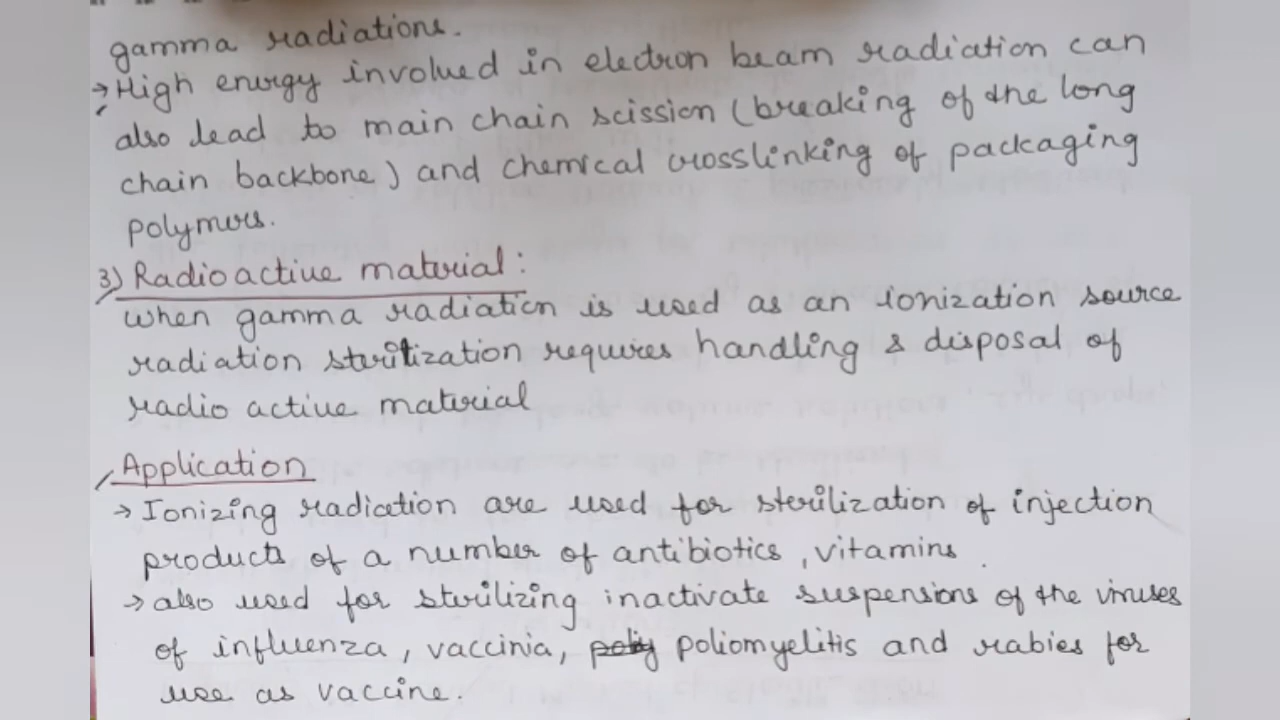 gamma radiations.
→ High energy involved in electron beam radiation can
also lead to main chain scission (breaking of the long
chain backbone) and chemical crosslinking of packaging
polymers.
3) Radioactive material:
when gamma radiation is used as an ionization source
radiation sterilization requires handling & disposal of
radio active material
Application
→ Ionizing radiation are used for sterilization of injection
products of a number of antibiotics, vitamins
→ also used for sterilizing inactivate suspensions of the viruses
of influenza, vaccinia, poliomyelitis and rabies for
use as vaccine.